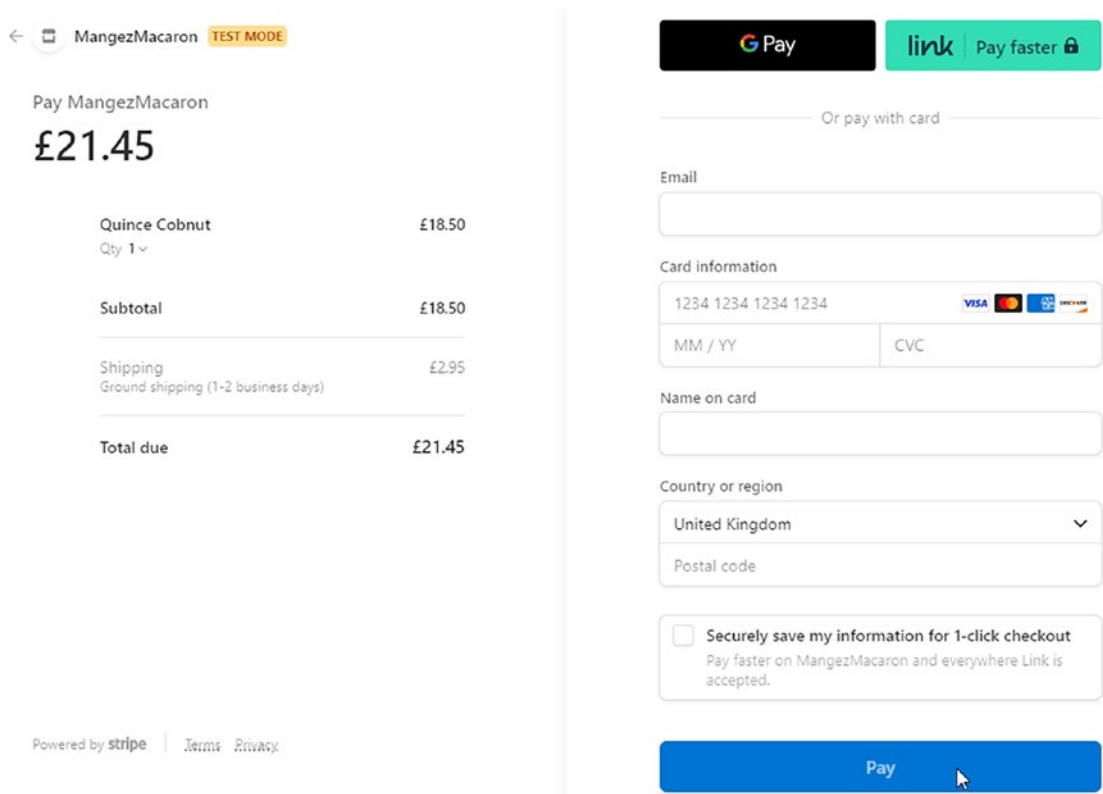 MangezMacaron TEST MODE
Pay MangezMacaron
£21.45
Quince Cobnut £18.50
Qty 1
Subtotal £18.50
Shipping £2.95
Ground shipping (1-2 business days)
Total due £21.45
Powered by stripe Terms Privacy
G Pay
link Pay faster
Or pay with card
Email
Card information
1234 1234 1234 1234 VISA DISCOVER
MM / YY CVC
Name on card
Country or region
United Kingdom
Postal code
Securely save my information for 1-click checkout
Pay faster on MangezMacaron and everywhere Link is
accepted.
Pay